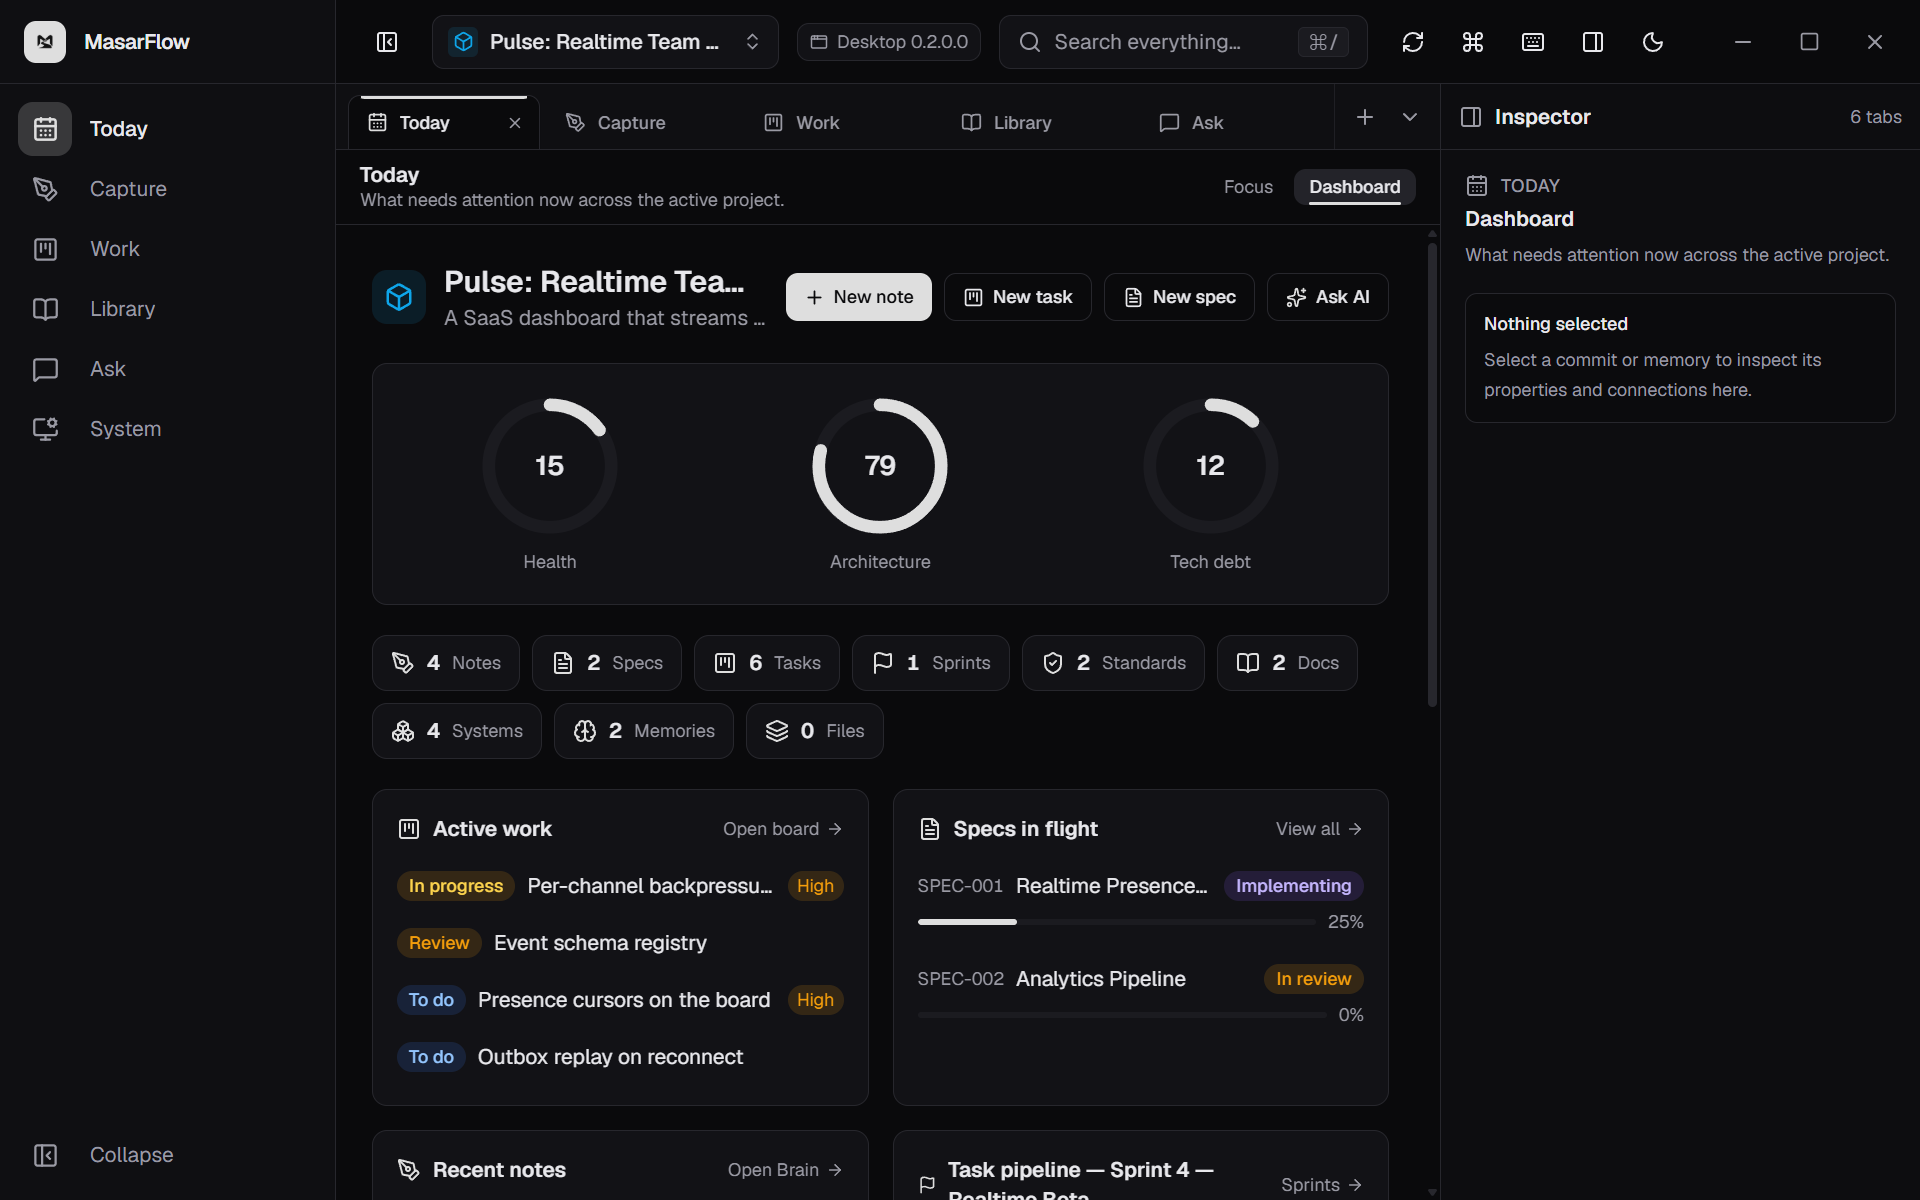 MasarFlow
Pulse: Realtime Team ...
Desktop 0.2.0.0
Search everything...
⌘/
Today
Capture
Work
Library
Ask
System
Collapse
Today
Capture
Work
Library
Ask
Today
What needs attention now across the active project.
Focus
Dashboard
Pulse: Realtime Tea...
A SaaS dashboard that streams ...
New note
New task
New spec
Ask AI
15
Health
79
Architecture
12
Tech debt
4 Notes
2 Specs
6 Tasks
1 Sprints
2 Standards
2 Docs
4 Systems
2 Memories
0 Files
Active work
Open board
In progress Per-channel backpressu... High
Review Event schema registry
To do Presence cursors on the board High
To do Outbox replay on reconnect
Specs in flight
View all
SPEC-001 Realtime Presence... Implementing
25%
SPEC-002 Analytics Pipeline In review
0%
Recent notes
Open Brain
Task pipeline — Sprint 4 —
Realtime Beta
Sprints
Inspector
6 tabs
TODAY
Dashboard
What needs attention now across the active project.
Nothing selected
Select a commit or memory to inspect its
properties and connections here.